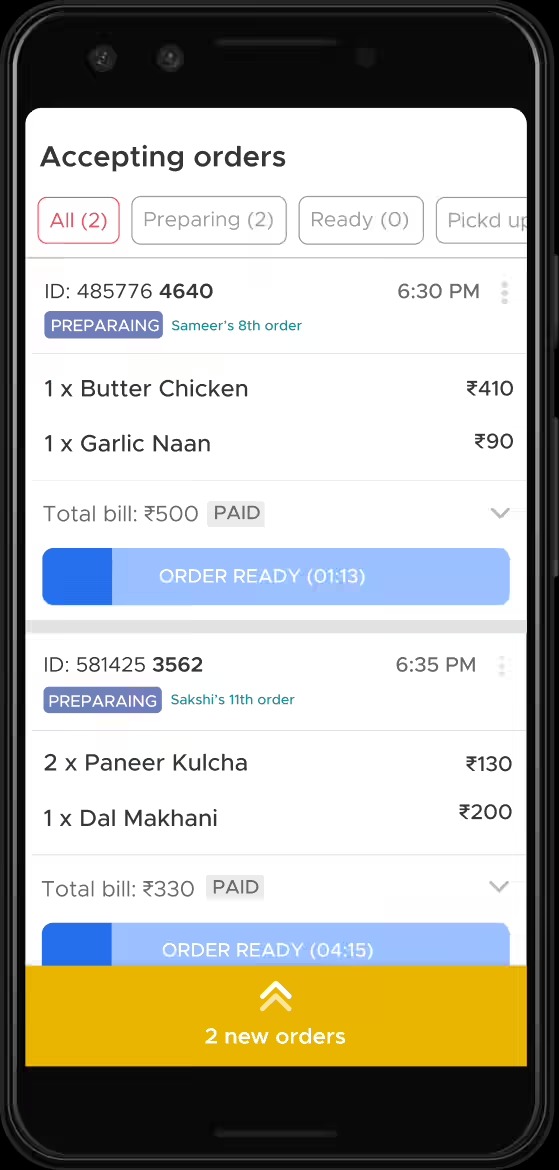 Accepting orders
All (2) Preparing (2) Ready (0) Pickd up
ID: 485776 4640 6:30 PM
PREPARAING Sameer's 8th order
1 x Butter Chicken ₹410
1 x Garlic Naan ₹90
Total bill: ₹500 PAID
ORDER READY (01:13)
ID: 581425 3562 6:35 PM
PREPARAING Sakshi's 11th order
2 x Paneer Kulcha ₹130
1 x Dal Makhani ₹200
Total bill: ₹330 PAID
ORDER READY (04:15)
2 new orders